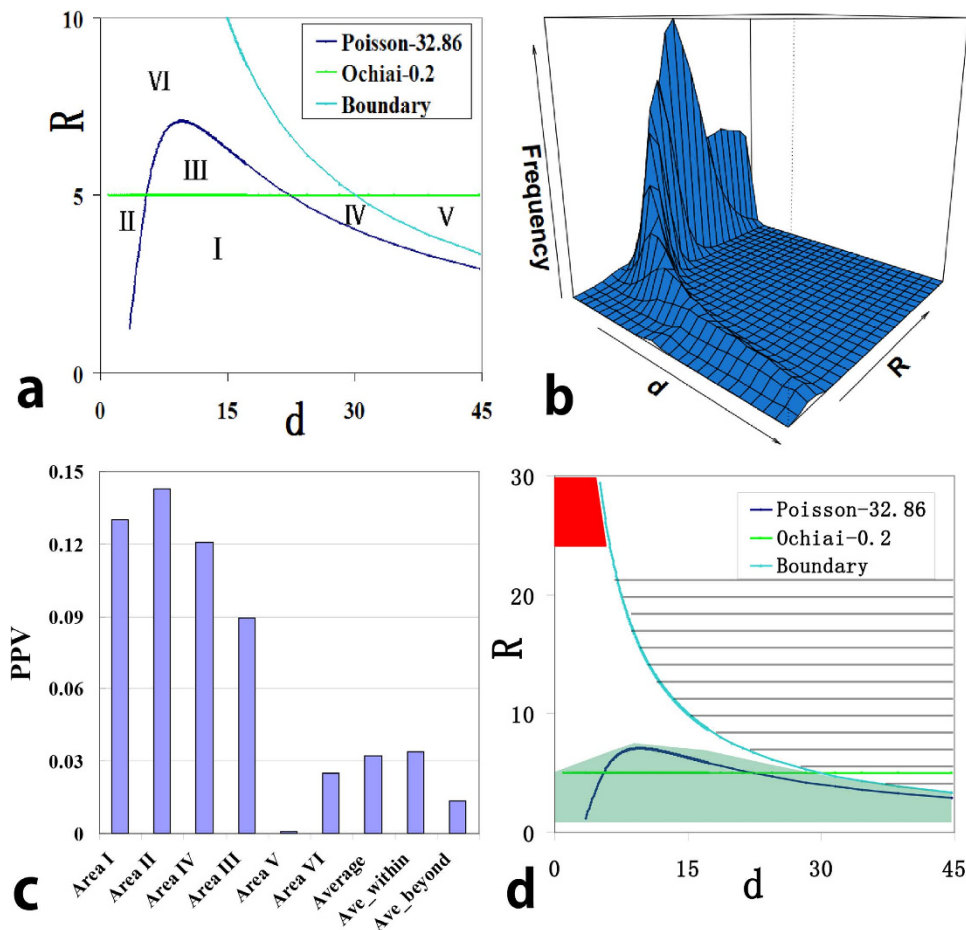 10
Poisson-32.86
Ochiai-0.2
Boundary
VI
R
III
5
II
IV
V
I
0
a
0
15
d
30
45
b
Frequency
d
R
0.15
0.12
0.09
PPV
0.06
0.03
0
Area I
Area II
Area IV
Area III
Area V
Area VI
Average
Ave_within
Ave_beyond
c
30
Poisson-32.86
Ochiai-0.2
Boundary
20
R
10
0
0
15
d
30
45
d